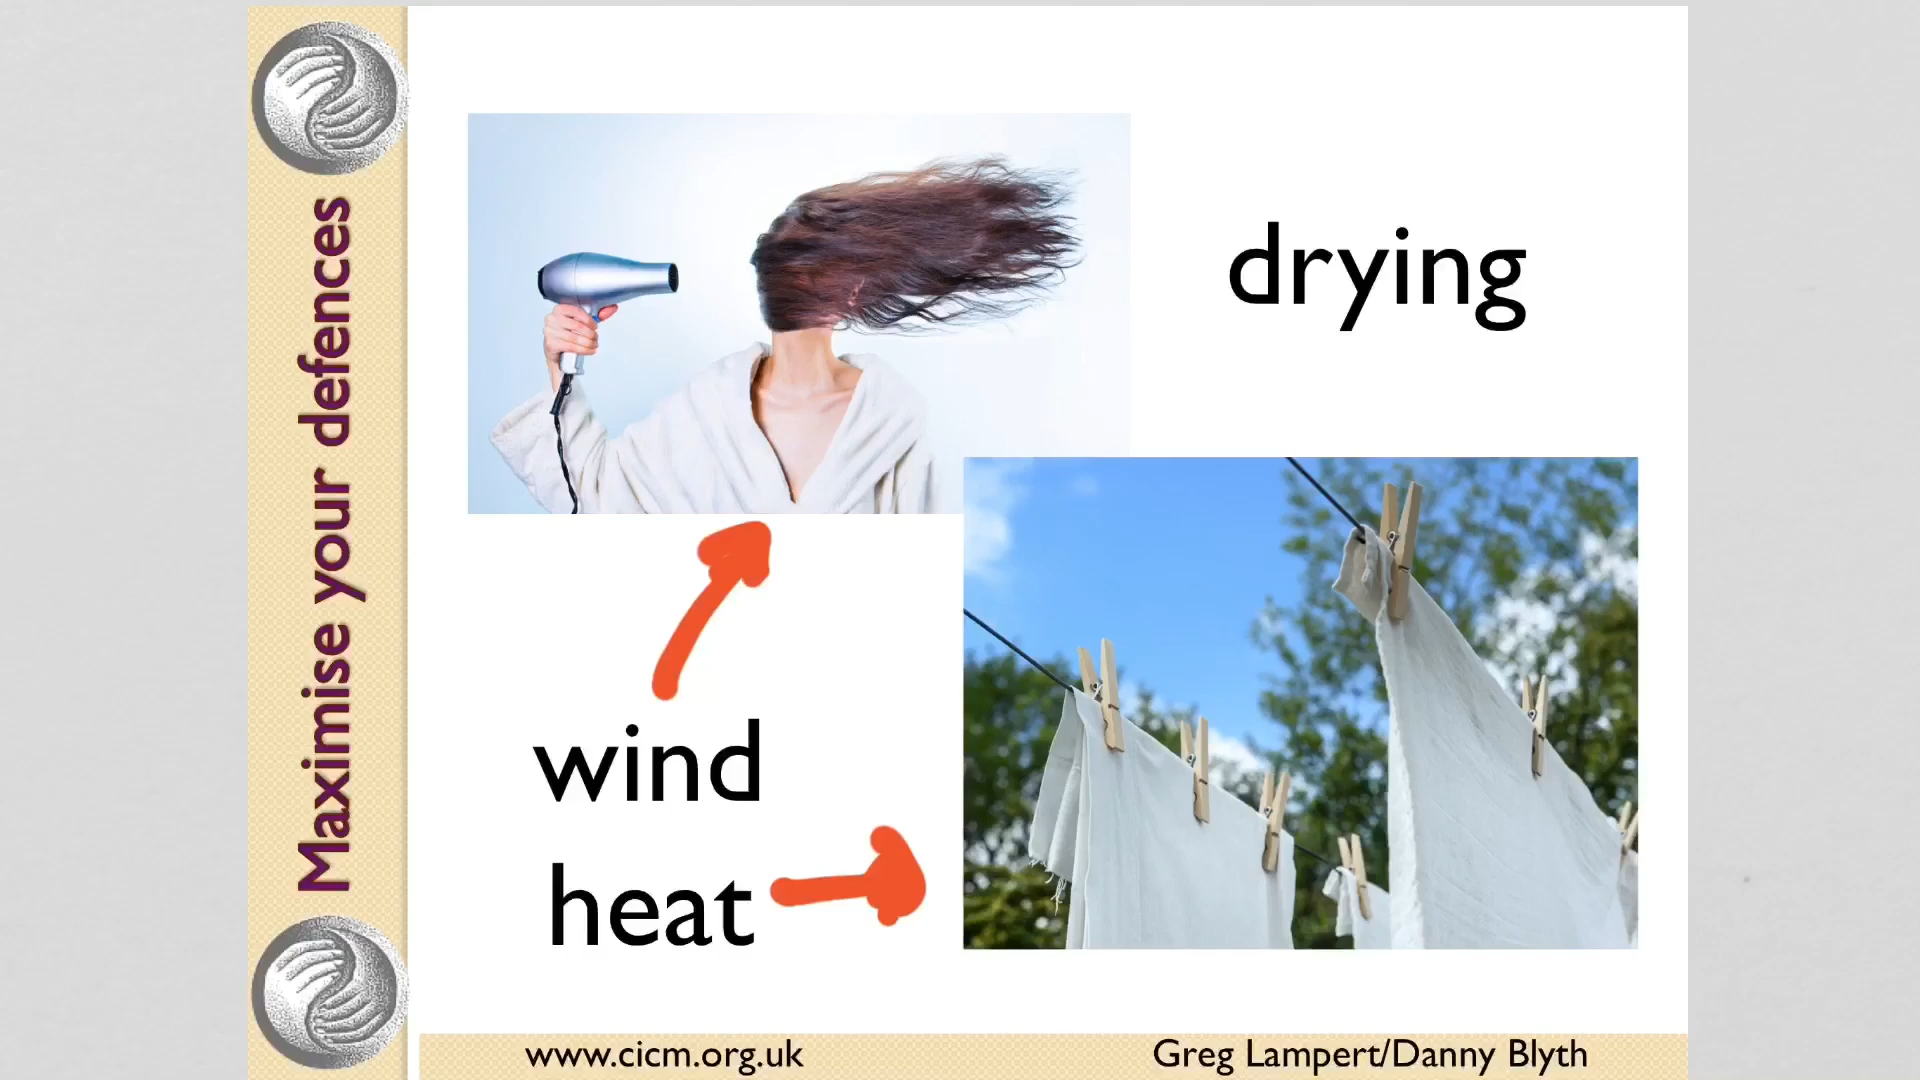 Maximise your defences
drying
wind
heat
www.cicm.org.uk
Greg Lampert/Danny Blyth